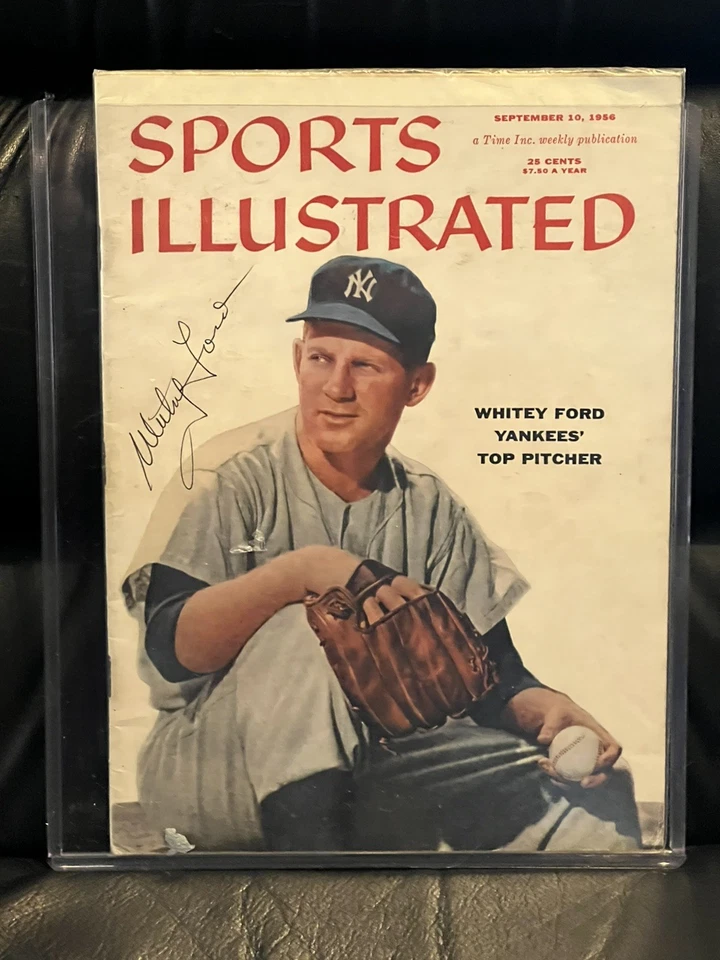 SPORTS
ILLUSTRATED
SEPTEMBER 10, 1956
a Time Inc. weekly publication
25 CENTS
$7.50 A YEAR
NY
Whitey Ford
WHITEY FORD
YANKEES'
TOP PITCHER